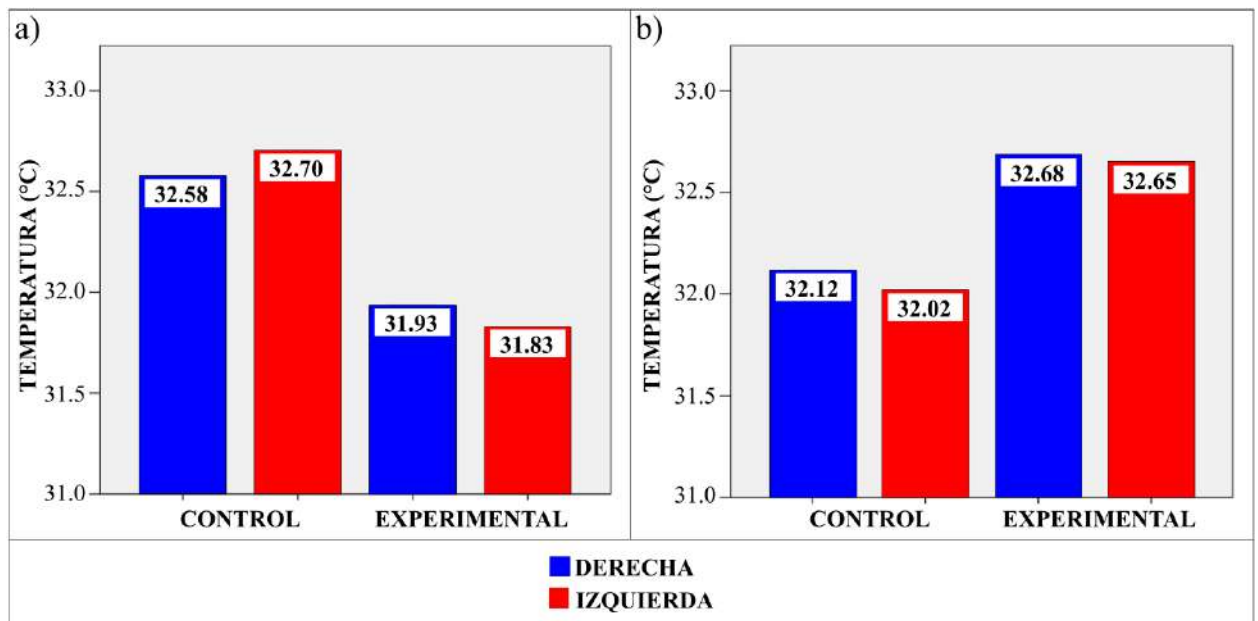 a)
TEMPERATURA (°C)
33.0
32.5
32.0
31.5
31.0
32.58
32.70
31.93
31.83
CONTROL
EXPERIMENTAL
b)
TEMPERATURA (°C)
33.0
32.5
32.0
31.5
31.0
32.12
32.02
32.68
32.65
CONTROL
EXPERIMENTAL
DERECHA
IZQUIERDA